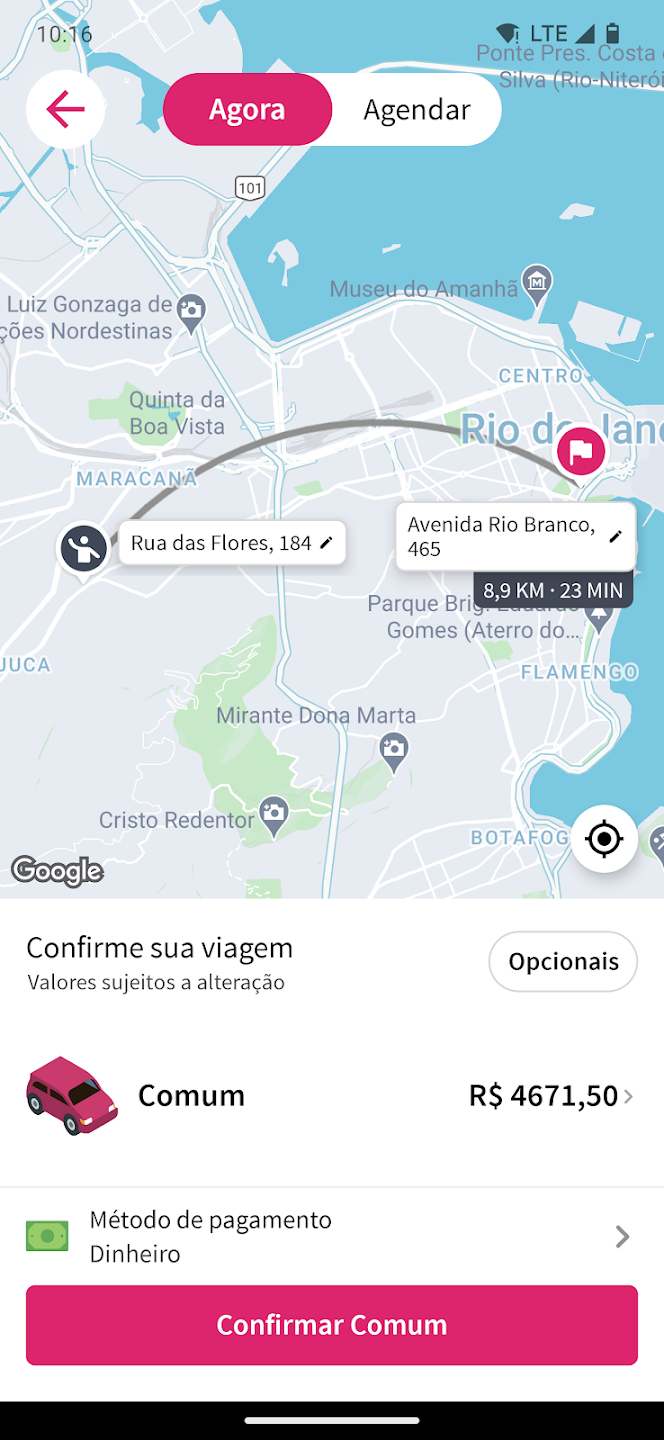 10:16
LTE
Ponte Pres. Costa e
Silva (Rio-Niterói
Agora
Agendar
101
Museu do Amanhã
Luiz Gonzaga de
ções Nordestinas
CENTRO
Quinta da
Boa Vista
Rio de Jane
MARACANÃ
Rua das Flores, 184
Avenida Rio Branco,
465
8,9 KM · 23 MIN
Parque Brig. Eduardo
Gomes (Aterro do...
JUCA
FLAMENGO
Mirante Dona Marta
Cristo Redentor
BOTAFOG
Google
Confirme sua viagem
Valores sujeitos a alteração
Opcionais
Comum
R$ 4671,50
Método de pagamento
Dinheiro
Confirmar Comum